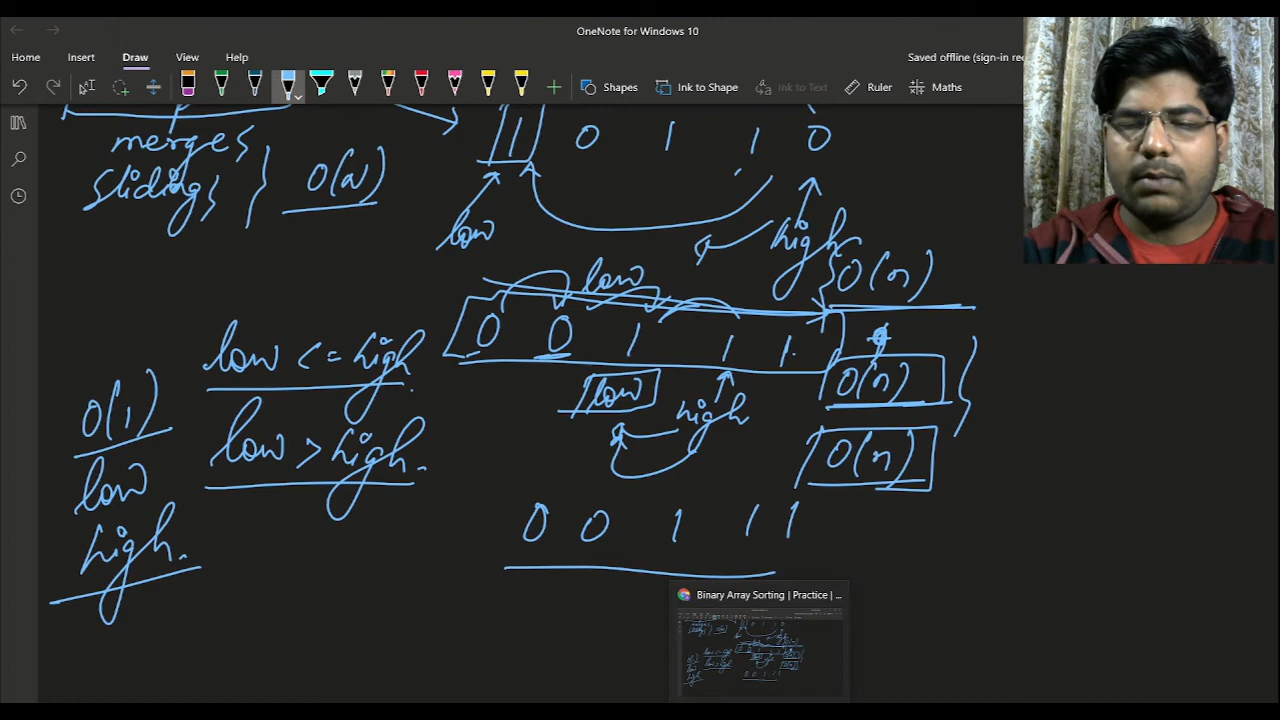 OneNote for Windows 10
Home Insert Draw View Help
Saved offline (sign-in rec
Shapes Ink to Shape Ink to Text Ruler Maths
merges
sliding
O(n)
1 0 1 1 0
low
high
O(n)
low
0 0 1 1 1
low <= high
low
high
O(n)
O(1)
low > high
O(n)
low
high
0 0 1 1 1
Binary Array Sorting | Practice | ...